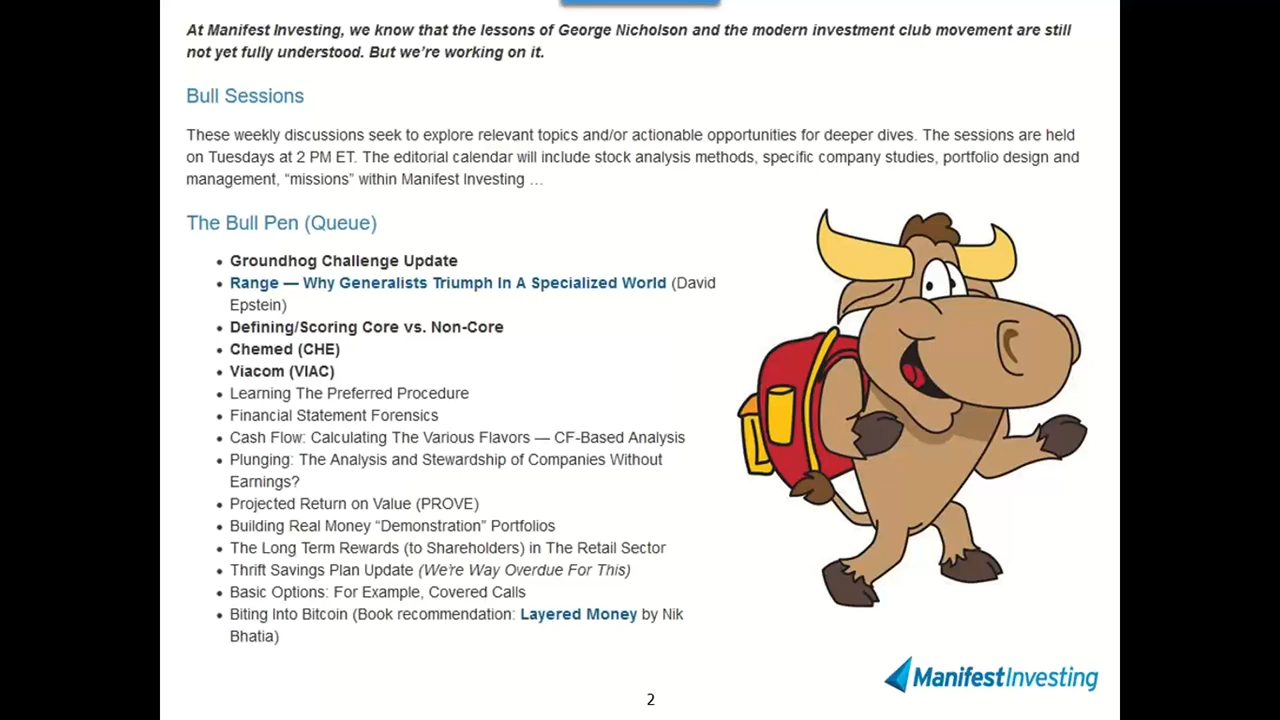 At Manifest Investing, we know that the lessons of George Nicholson and the modern investment club movement are still
not yet fully understood. But we're working on it.
Bull Sessions
These weekly discussions seek to explore relevant topics and/or actionable opportunities for deeper dives. The sessions are held
on Tuesdays at 2 PM ET. The editorial calendar will include stock analysis methods, specific company studies, portfolio design and
management, “missions” within Manifest Investing …
The Bull Pen (Queue)
• Groundhog Challenge Update
• Range — Why Generalists Triumph In A Specialized World (David
Epstein)
• Defining/Scoring Core vs. Non-Core
• Chemed (CHE)
• Viacom (VIAC)
• Learning The Preferred Procedure
• Financial Statement Forensics
• Cash Flow: Calculating The Various Flavors — CF-Based Analysis
• Plunging: The Analysis and Stewardship of Companies Without
Earnings?
• Projected Return on Value (PROVE)
• Building Real Money “Demonstration” Portfolios
• The Long Term Rewards (to Shareholders) in The Retail Sector
• Thrift Savings Plan Update (We're Way Overdue For This)
• Basic Options: For Example, Covered Calls
• Biting Into Bitcoin (Book recommendation: Layered Money by Nik
Bhatia)
ManifestInvesting
2